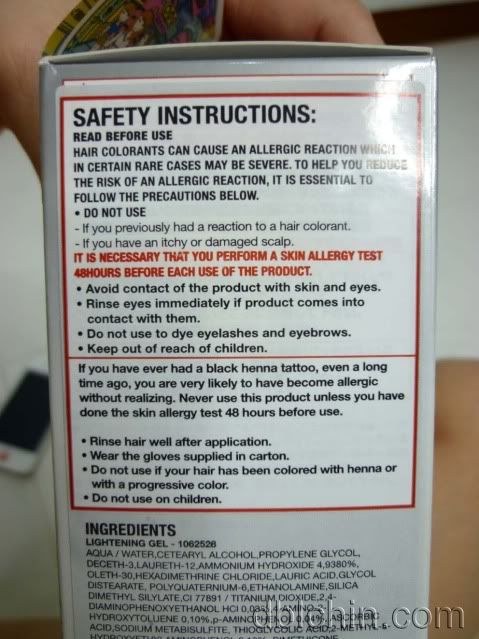 SAFETY INSTRUCTIONS:
READ BEFORE USE
HAIR COLORANTS CAN CAUSE AN ALLERGIC REACTION WHICH
IN CERTAIN RARE CASES MAY BE SEVERE. TO HELP YOU REDUCE
THE RISK OF AN ALLERGIC REACTION, IT IS ESSENTIAL TO
FOLLOW THE PRECAUTIONS BELOW.
• DO NOT USE
- If you previously had a reaction to a hair colorant.
- If you have an itchy or damaged scalp.
IT IS NECESSARY THAT YOU PERFORM A SKIN ALLERGY TEST
48HOURS BEFORE EACH USE OF THE PRODUCT.
• Avoid contact of the product with skin and eyes.
• Rinse eyes immediately if product comes into
contact with them.
• Do not use to dye eyelashes and eyebrows.
• Keep out of reach of children.
If you have ever had a black henna tattoo, even a long
time ago, you are very likely to have become allergic
without realizing. Never use this product unless you have
done the skin allergy test 48 hours before use.
• Rinse hair well after application.
• Wear the gloves supplied in carton.
• Do not use if your hair has been colored with henna or
with a progressive color.
• Do not use on children.
INGREDIENTS
LIGHTENING GEL - 1062528
AQUA / WATER,CETEARYL ALCOHOL,PROPYLENE GLYCOL,
DECETH-3,LAURETH-12,AMMONIUM HYDROXIDE 4,9380%,
OLETH-30,HEXADIMETHRINE CHLORIDE,LAURIC ACID,GLYCOL
DISTEARATE, POLYQUATERNIUM-6,ETHANOLAMINE,SILICA
DIMETHYL SILYLATE,CI 77891 / TITANIUM DIOXIDE,2,4-
DIAMINOPHENOXYETHANOL HCl
HYDROXYTOLUENE 0,10%, ASCORBIC
ACID,SODIUM METABISULFITE, THIOGLYCOLIC ACID,2-METHYL-5-